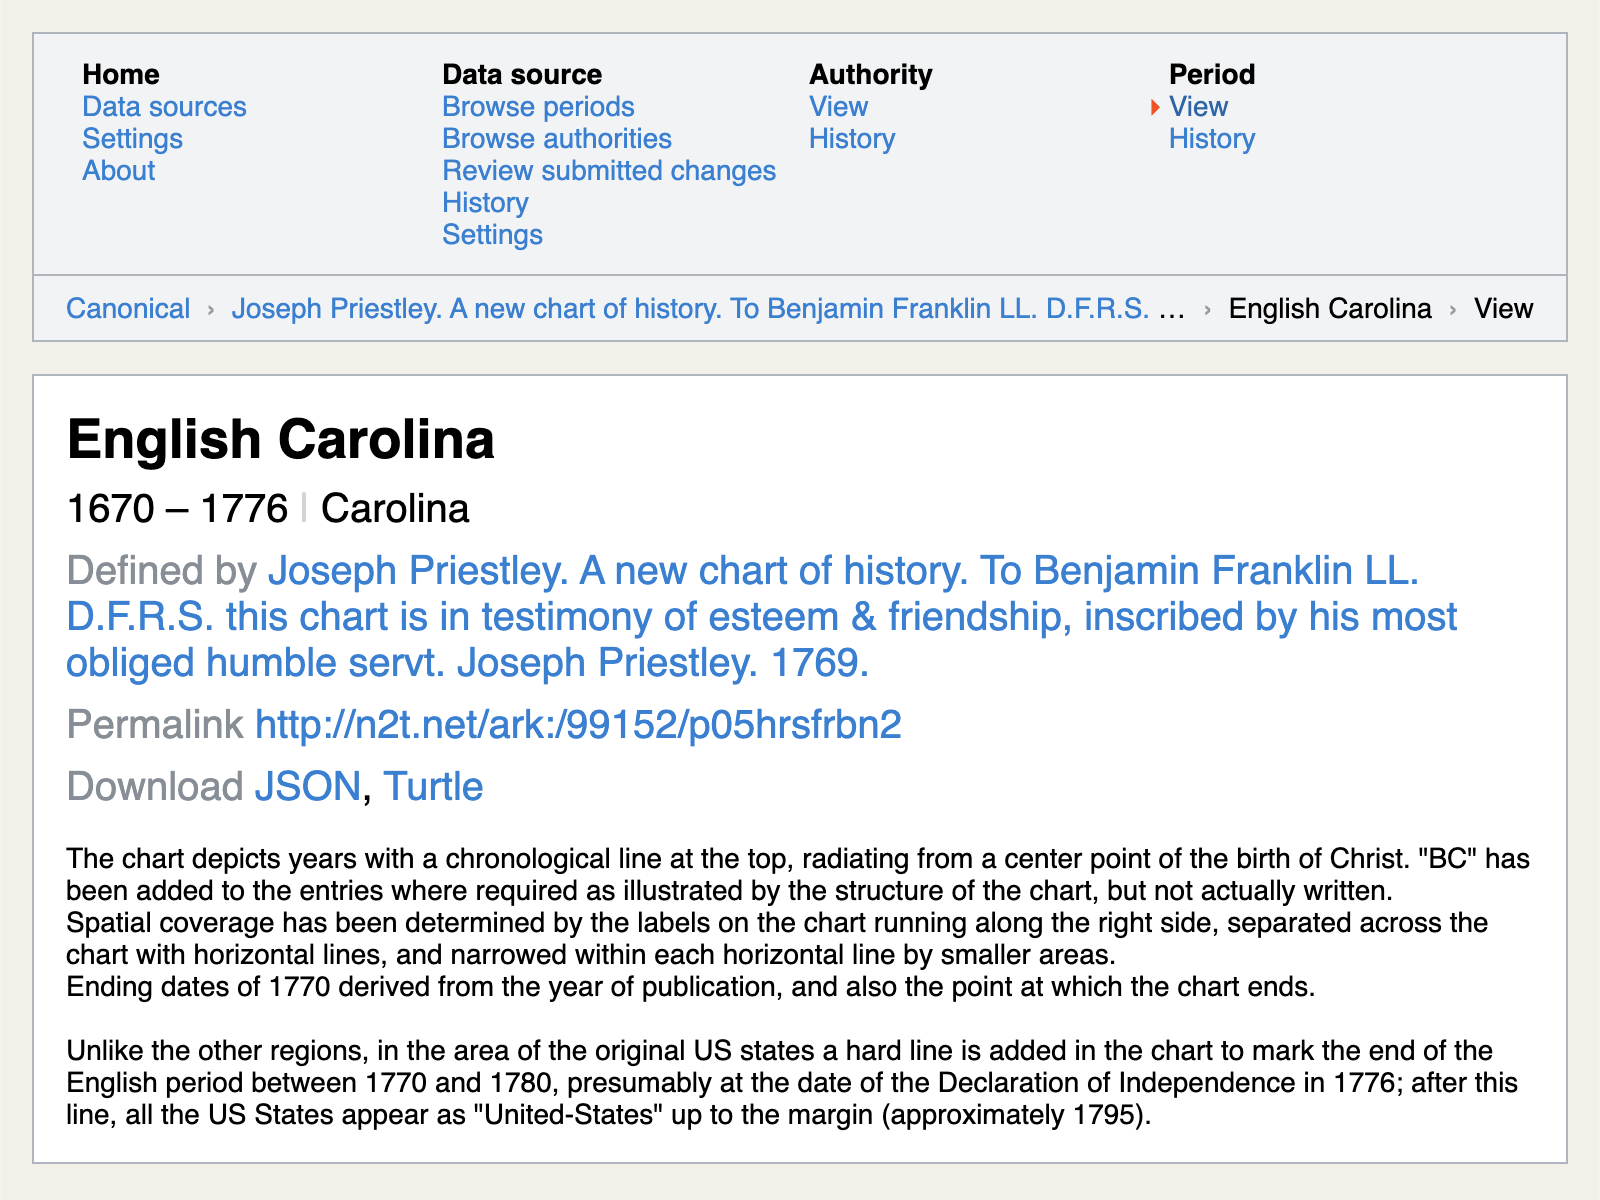 Home
Data sources
Settings
About
Data source
Browse periods
Browse authorities
Review submitted changes
History
Settings
Authority
View
History
Period
View
History
Canonical › Joseph Priestley. A new chart of history. To Benjamin Franklin LL. D.F.R.S. … › English Carolina › View
English Carolina
1670 – 1776 | Carolina
Defined by Joseph Priestley. A new chart of history. To Benjamin Franklin LL.
D.F.R.S. this chart is in testimony of esteem & friendship, inscribed by his most
obliged humble servt. Joseph Priestley. 1769.
Permalink http://n2t.net/ark:/99152/p05hrsfrbn2
Download JSON, Turtle
The chart depicts years with a chronological line at the top, radiating from a center point of the birth of Christ. "BC" has
been added to the entries where required as illustrated by the structure of the chart, but not actually written.
Spatial coverage has been determined by the labels on the chart running along the right side, separated across the
chart with horizontal lines, and narrowed within each horizontal line by smaller areas.
Ending dates of 1770 derived from the year of publication, and also the point at which the chart ends.
Unlike the other regions, in the area of the original US states a hard line is added in the chart to mark the end of the
English period between 1770 and 1780, presumably at the date of the Declaration of Independence in 1776; after this
line, all the US States appear as "United-States" up to the margin (approximately 1795).